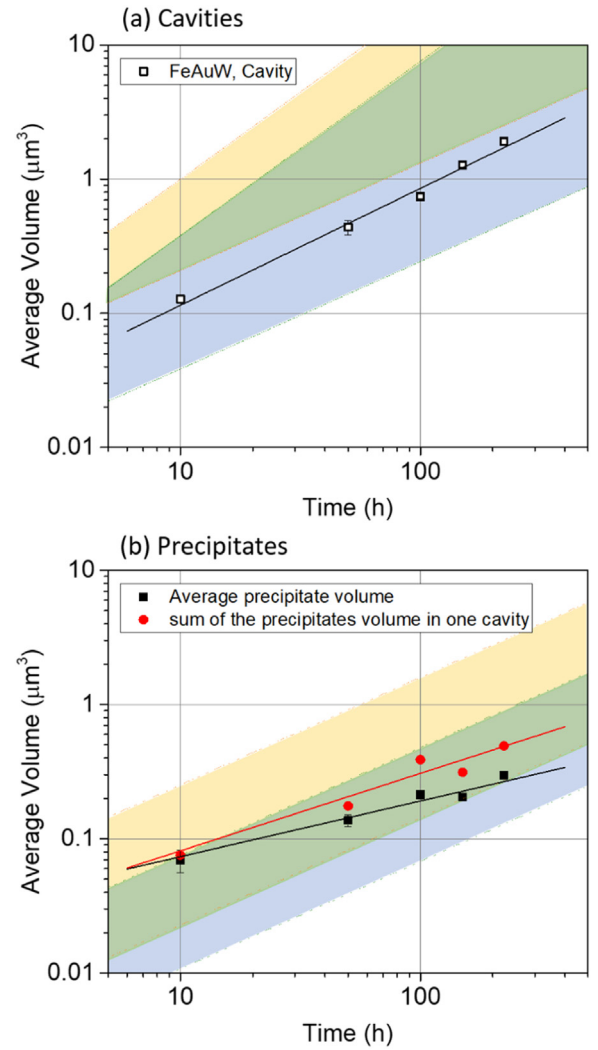 (a) Cavities
10
FeAuW, Cavity
1
0.1
0.01
Average Volume (μm³)
10
100
Time (h)
(b) Precipitates
10
Average precipitate volume
sum of the precipitates volume in one cavity
1
0.1
0.01
Average Volume (μm³)
10
100
Time (h)